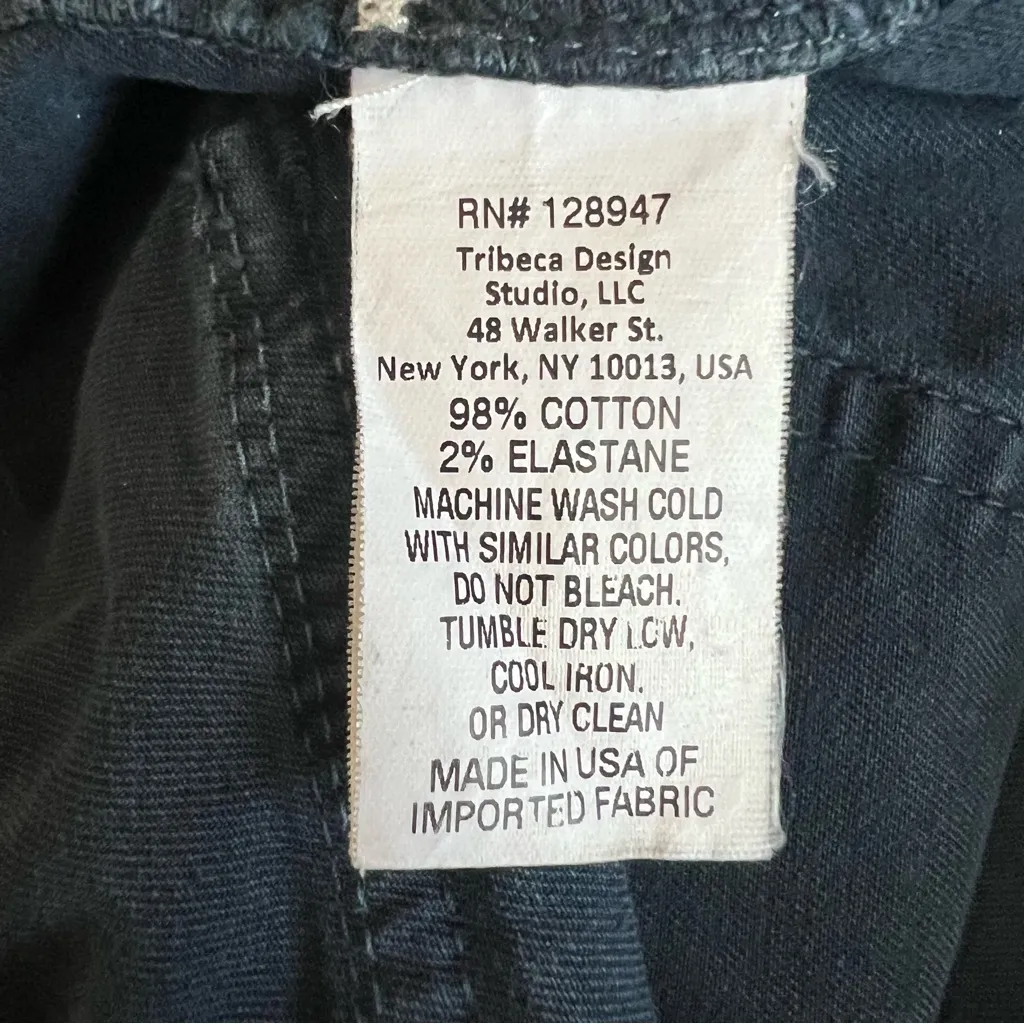 RN# 128947
Tribeca Design
Studio, LLC
48 Walker St.
New York, NY 10013, USA
98% COTTON
2% ELASTANE
MACHINE WASH COLD
WITH SIMILAR COLORS,
DO NOT BLEACH.
TUMBLE DRY LOW,
COOL IRON.
OR DRY CLEAN
MADE IN USA OF
IMPORTED FABRIC